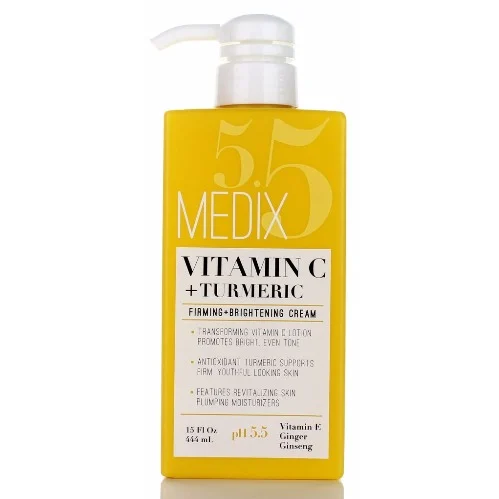 5.5
MEDIX
VITAMIN C
+TURMERIC
FIRMING+BRIGHTENING CREAM
• TRANSFORMING VITAMIN C LOTION
PROMOTES BRIGHT, EVEN TONE
• ANTIOXIDANT TURMERIC SUPPORTS
FIRM, YOUTHFUL LOOKING SKIN
• FEATURES REVITALIZING SKIN
PLUMPING MOISTURIZERS
15 Fl Oz
444 mL
pH 5.5
Vitamin E
Ginger
Ginseng